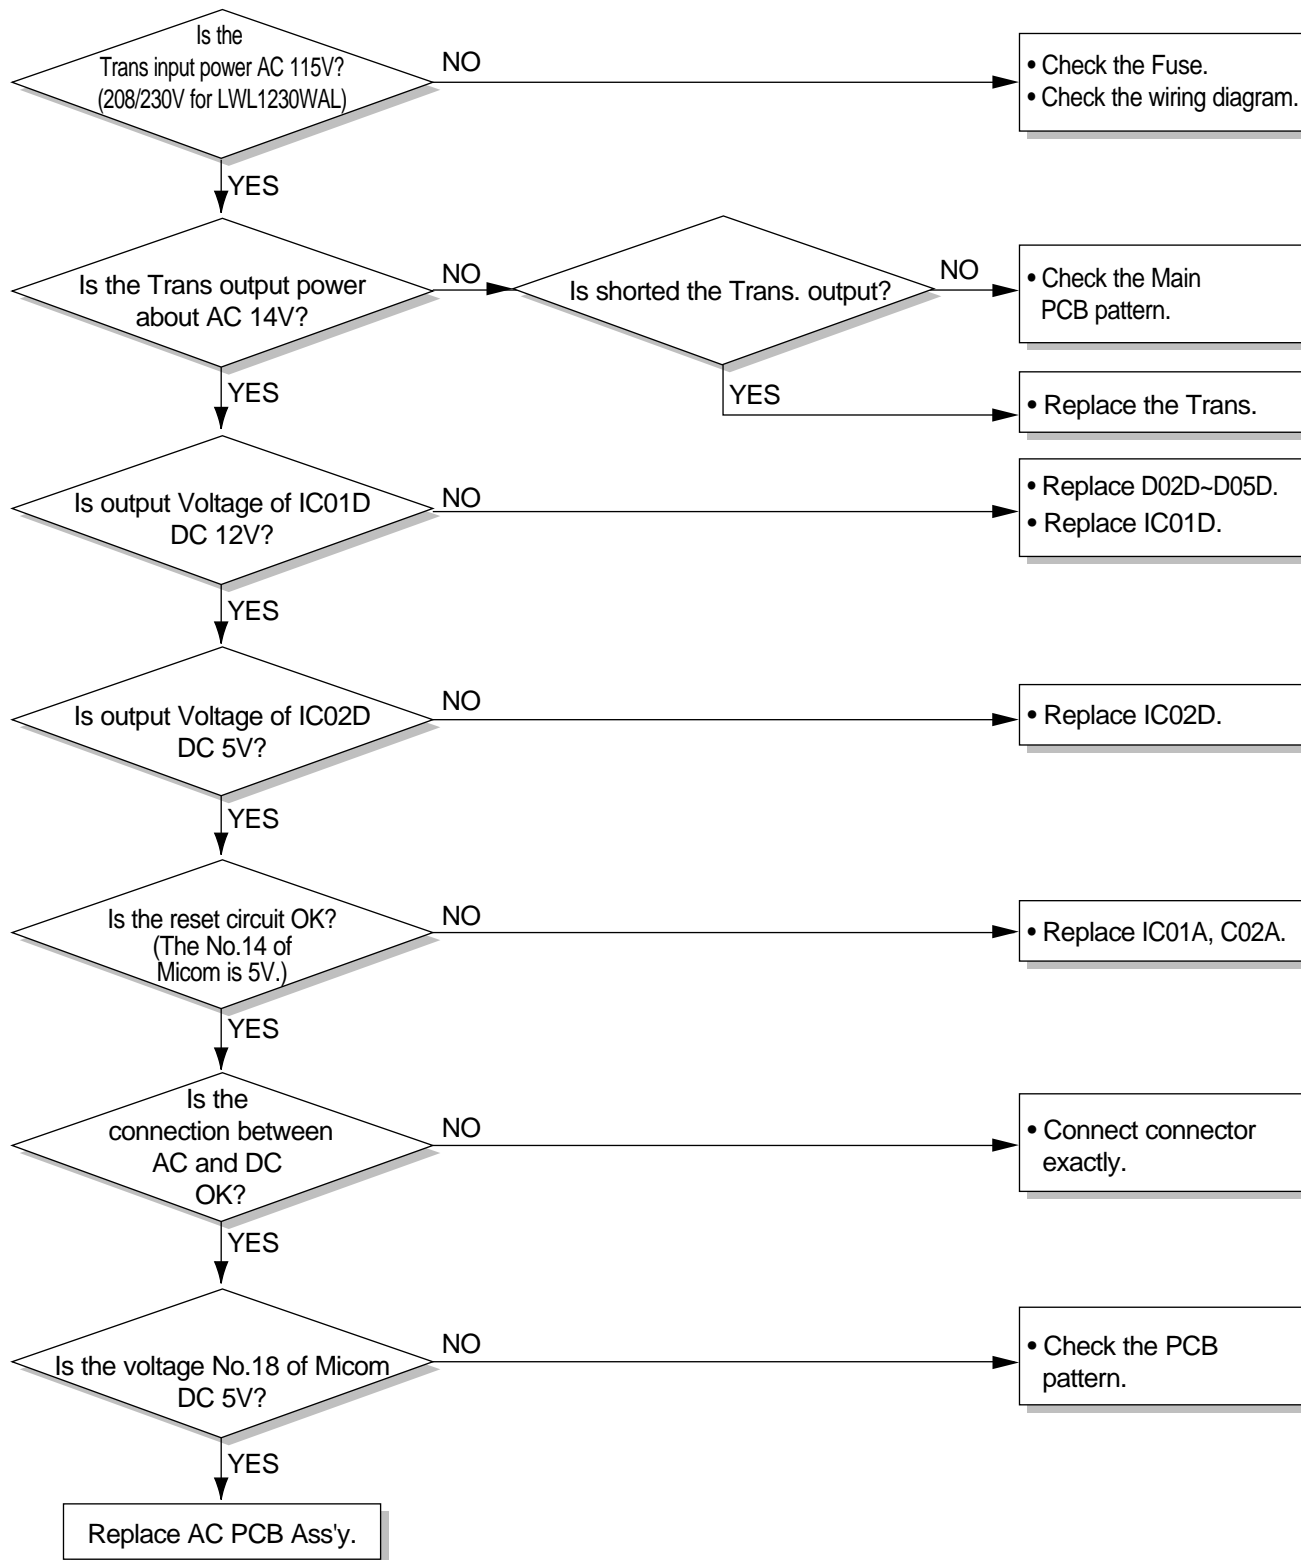 Is the
Trans input power AC 115V?
(208/230V for LWL1230WAL)
NO
• Check the Fuse.
• Check the wiring diagram.
YES
Is the Trans output power
about AC 14V?
NO
Is shorted the Trans. output?
NO
• Check the Main
PCB pattern.
YES
• Replace the Trans.
YES
Is output Voltage of IC01D
DC 12V?
NO
• Replace D02D~D05D.
• Replace IC01D.
YES
Is output Voltage of IC02D
DC 5V?
NO
• Replace IC02D.
YES
Is the reset circuit OK?
(The No.14 of
Micom is 5V.)
NO
• Replace IC01A, C02A.
YES
Is the
connection between
AC and DC
OK?
NO
• Connect connector
exactly.
YES
Is the voltage No.18 of Micom
DC 5V?
NO
• Check the PCB
pattern.
YES
Replace AC PCB Ass'y.